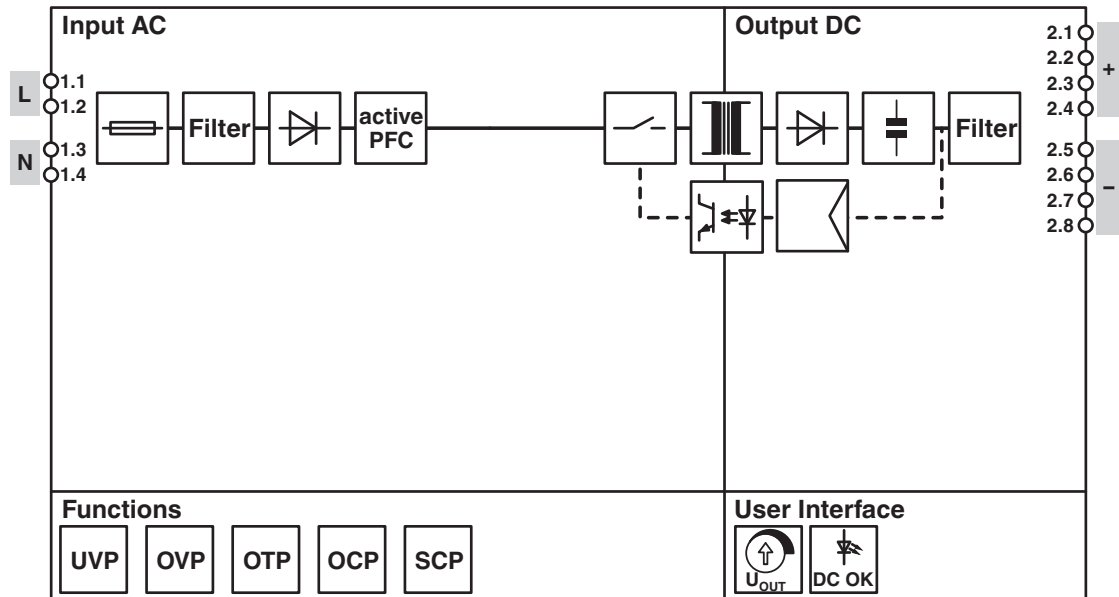 Input AC
Output DC
L
1.1
1.2
N
1.3
1.4
Filter
active
PFC
Filter
2.1
2.2
2.3
2.4
+
2.5
2.6
2.7
2.8
−
Functions
UVP
OVP
OTP
OCP
SCP
User Interface
UOUT
DC OK